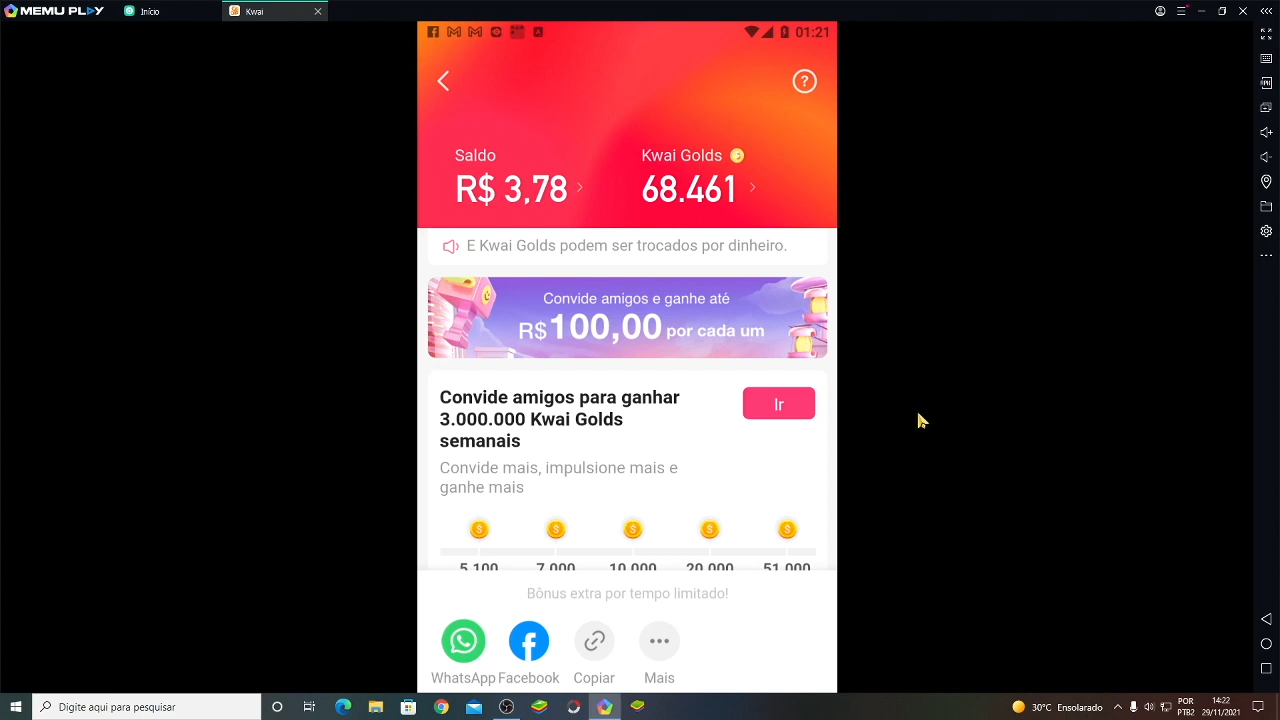 MEMU PLAY
Início
Kwai
01:21
Saldo
Kwai Golds
R$ 3,78
68.461
E Kwai Golds podem ser trocados por dinheiro.
Convide amigos e ganhe até
R$100,00 por cada um
Convide amigos para ganhar
3.000.000 Kwai Golds
semanais
Ir
Convide mais, impulsione mais e
ganhe mais
5.100 7.000 10.000 20.000 51.000
Bônus extra por tempo limitado!
WhatsApp Facebook Copiar Mais
Digite aqui para pesquisar
30°C Ensolarado
POR
PTB2
14:22
29/11/2021